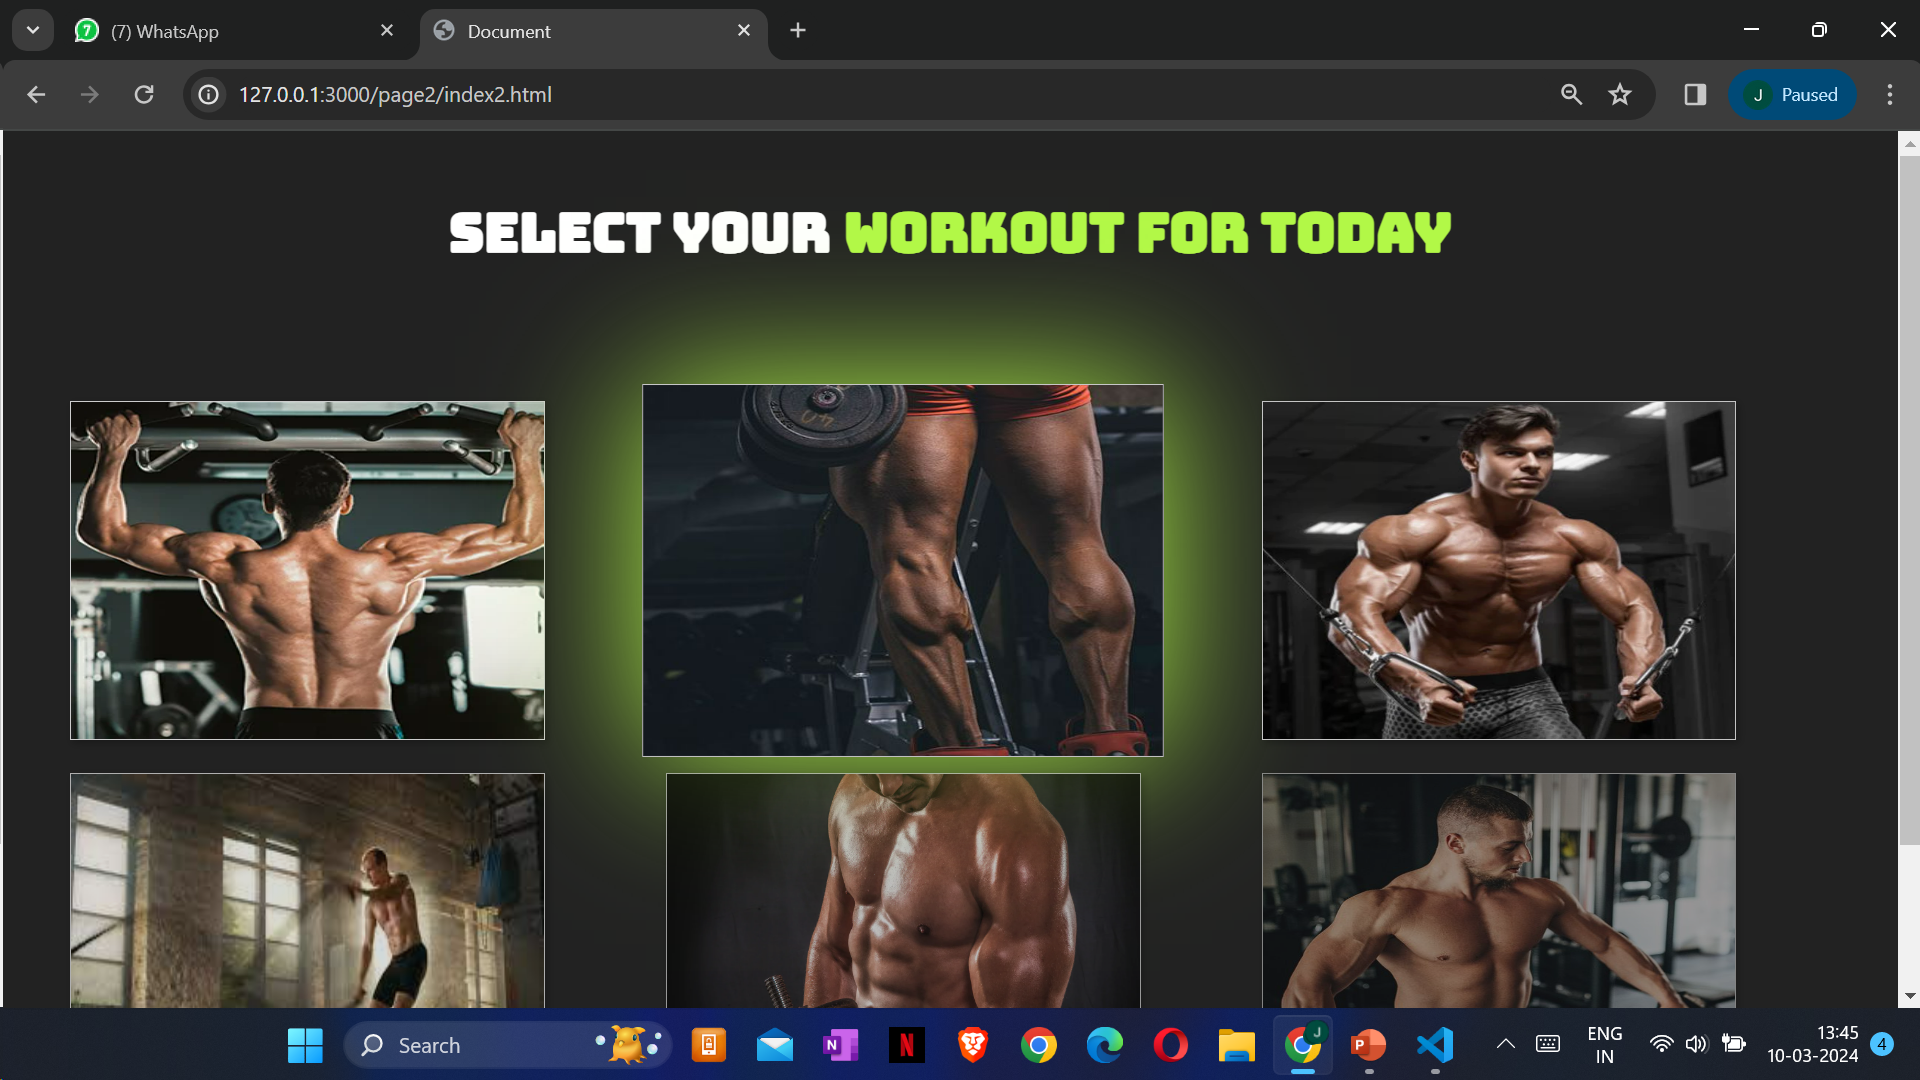 7 (7) WhatsApp
Document
127.0.0.1:3000/page2/index2.html
J Paused
SELECT YOUR WORKOUT FOR TODAY
Search
N
N
J
P
ENG
IN
13:45
10-03-2024
4